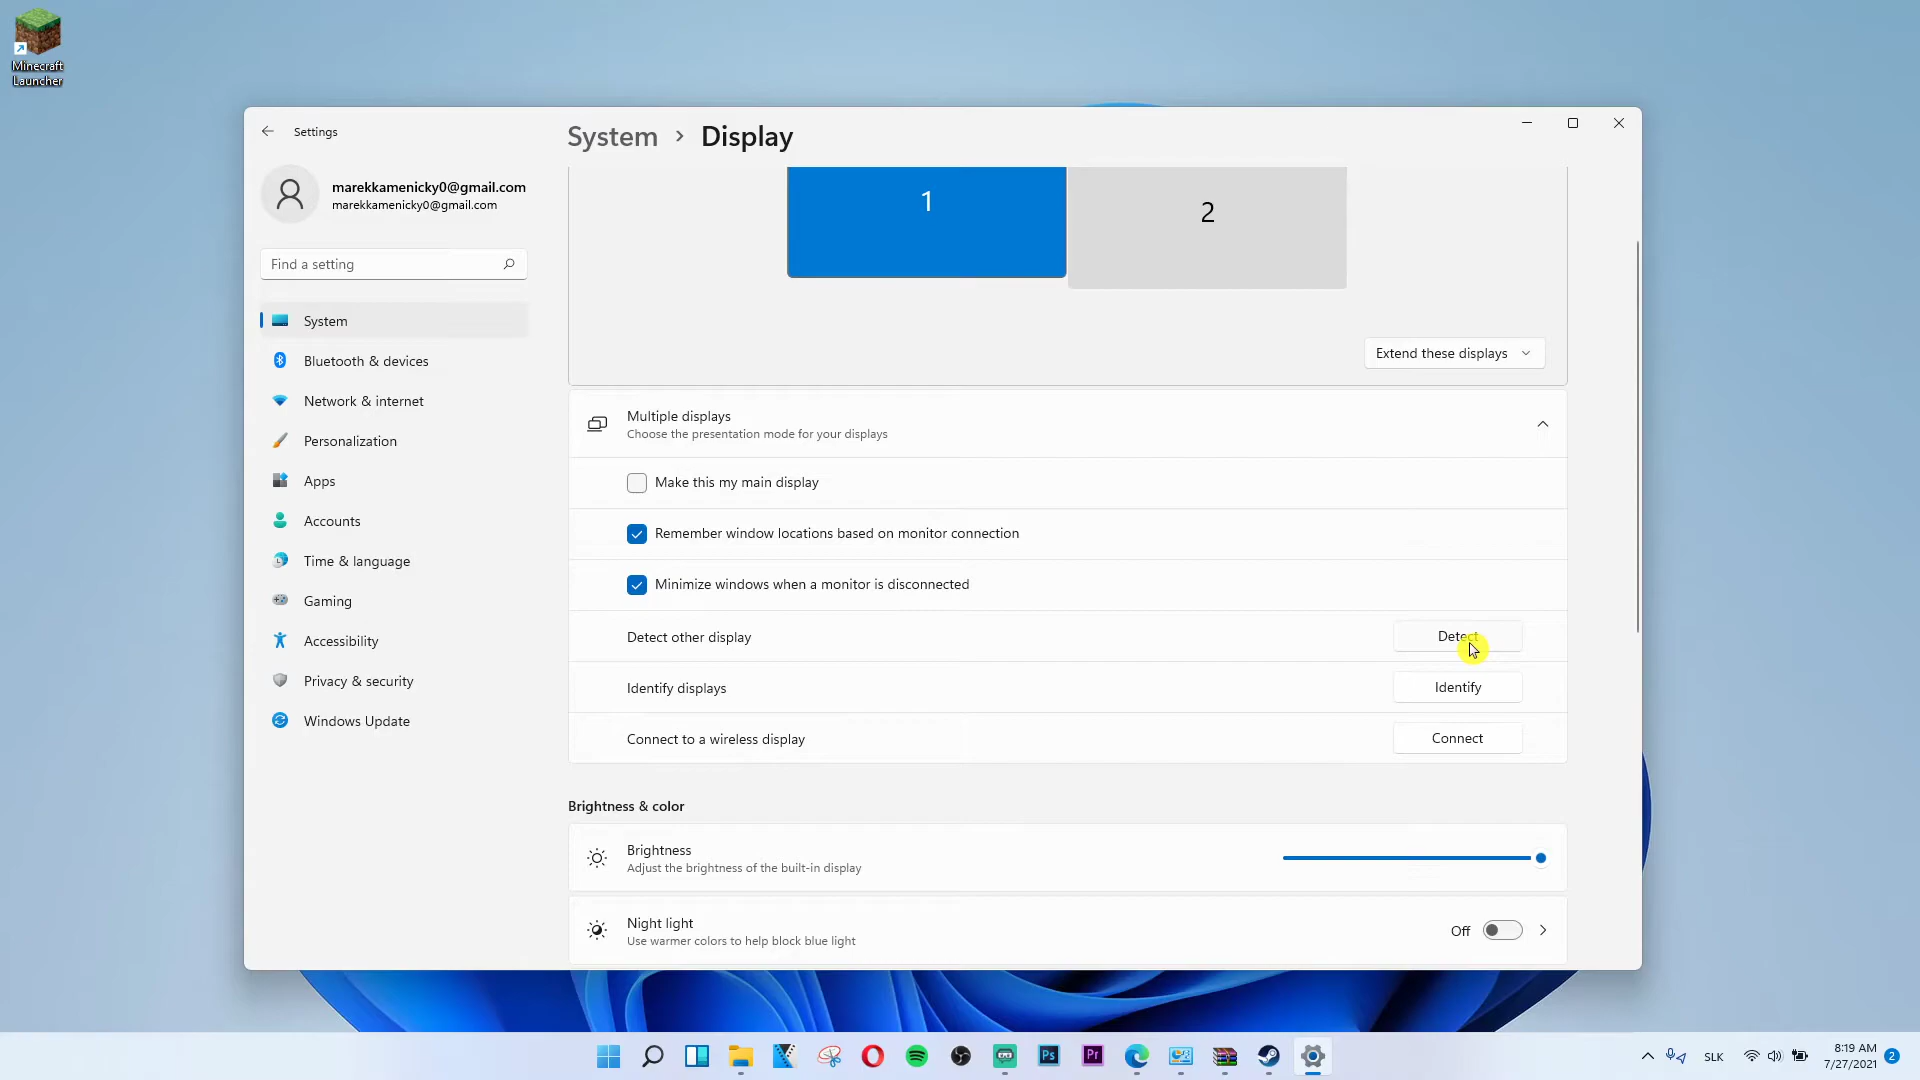 Minecraft
Launcher
Settings
System > Display
marekkamenicky0@gmail.com
marekkamenicky0@gmail.com
Find a setting
System
Bluetooth & devices
Network & internet
Personalization
Apps
Accounts
Time & language
Gaming
Accessibility
Privacy & security
Windows Update
1
2
Extend these displays
Multiple displays
Choose the presentation mode for your displays
Make this my main display
Remember window locations based on monitor connection
Minimize windows when a monitor is disconnected
Detect other display
Detect
Identify displays
Identify
Connect to a wireless display
Connect
Brightness & color
Brightness
Adjust the brightness of the built-in display
Night light
Use warmer colors to help block blue light
Off
Ps
Pr
SLK
8:19 AM
7/27/2021
2